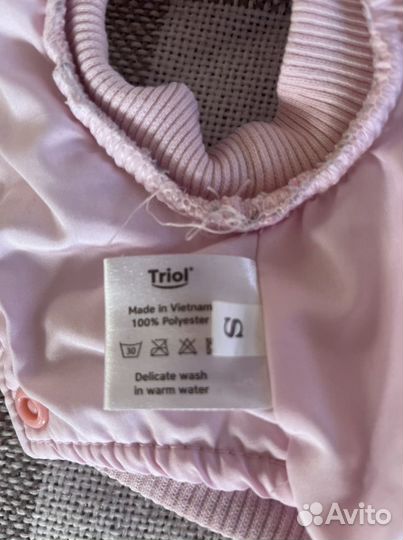 Triol
Made in Vietnam
100% Polyester
S
30
Delicate wash
in warm water
Avito